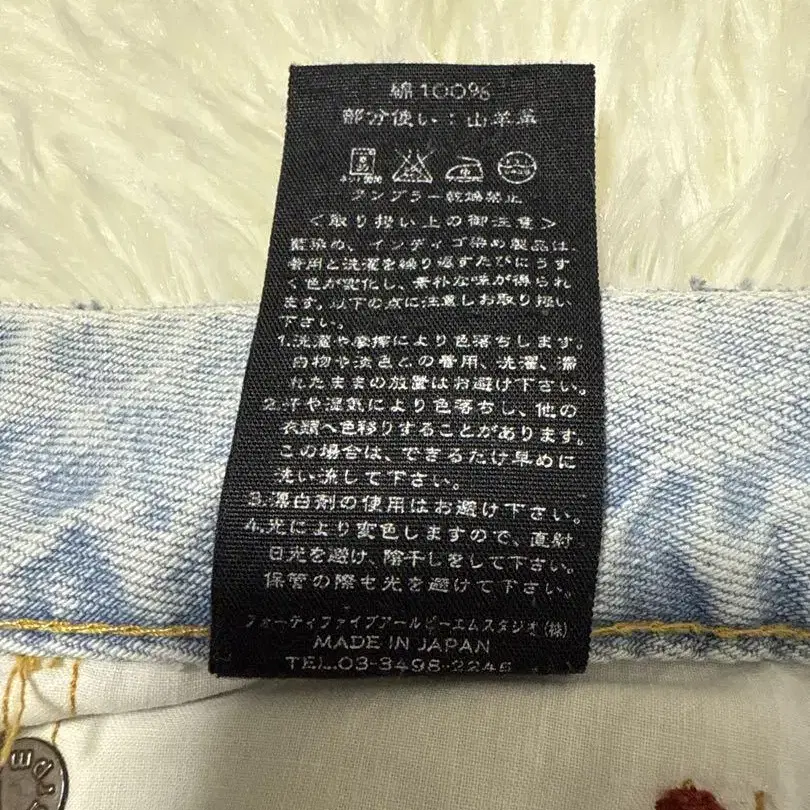 綿100%
部分使い：山羊革
ネット使用
タンブラー乾燥禁止
＜取り扱い上の御注意＞
藍染め、インディゴ染め製品は、
着用と洗濯を繰り返すたびにうす
く色が変化し、素朴な味が得られ
ます。以下の点に注意しお取り扱い
下さい。
1.洗濯や摩擦により色落ちします。
白物や淡色との着用、洗濯、濡
れたままの放置はお避け下さい。
2.汗や湿気により色落ちし、他の
衣類へ色移りすることがあります。
この場合は、できるだけ早めに
洗い流して下さい。
3.漂白剤の使用はお避け下さい。
4.光により変色しますので、直射
日光を避け、陰干しをして下さい。
保管の際も光を避けて下さい。
フォーティファイブアールピーエムスタジオ(株)
MADE IN JAPAN
TEL.03-3498-2248